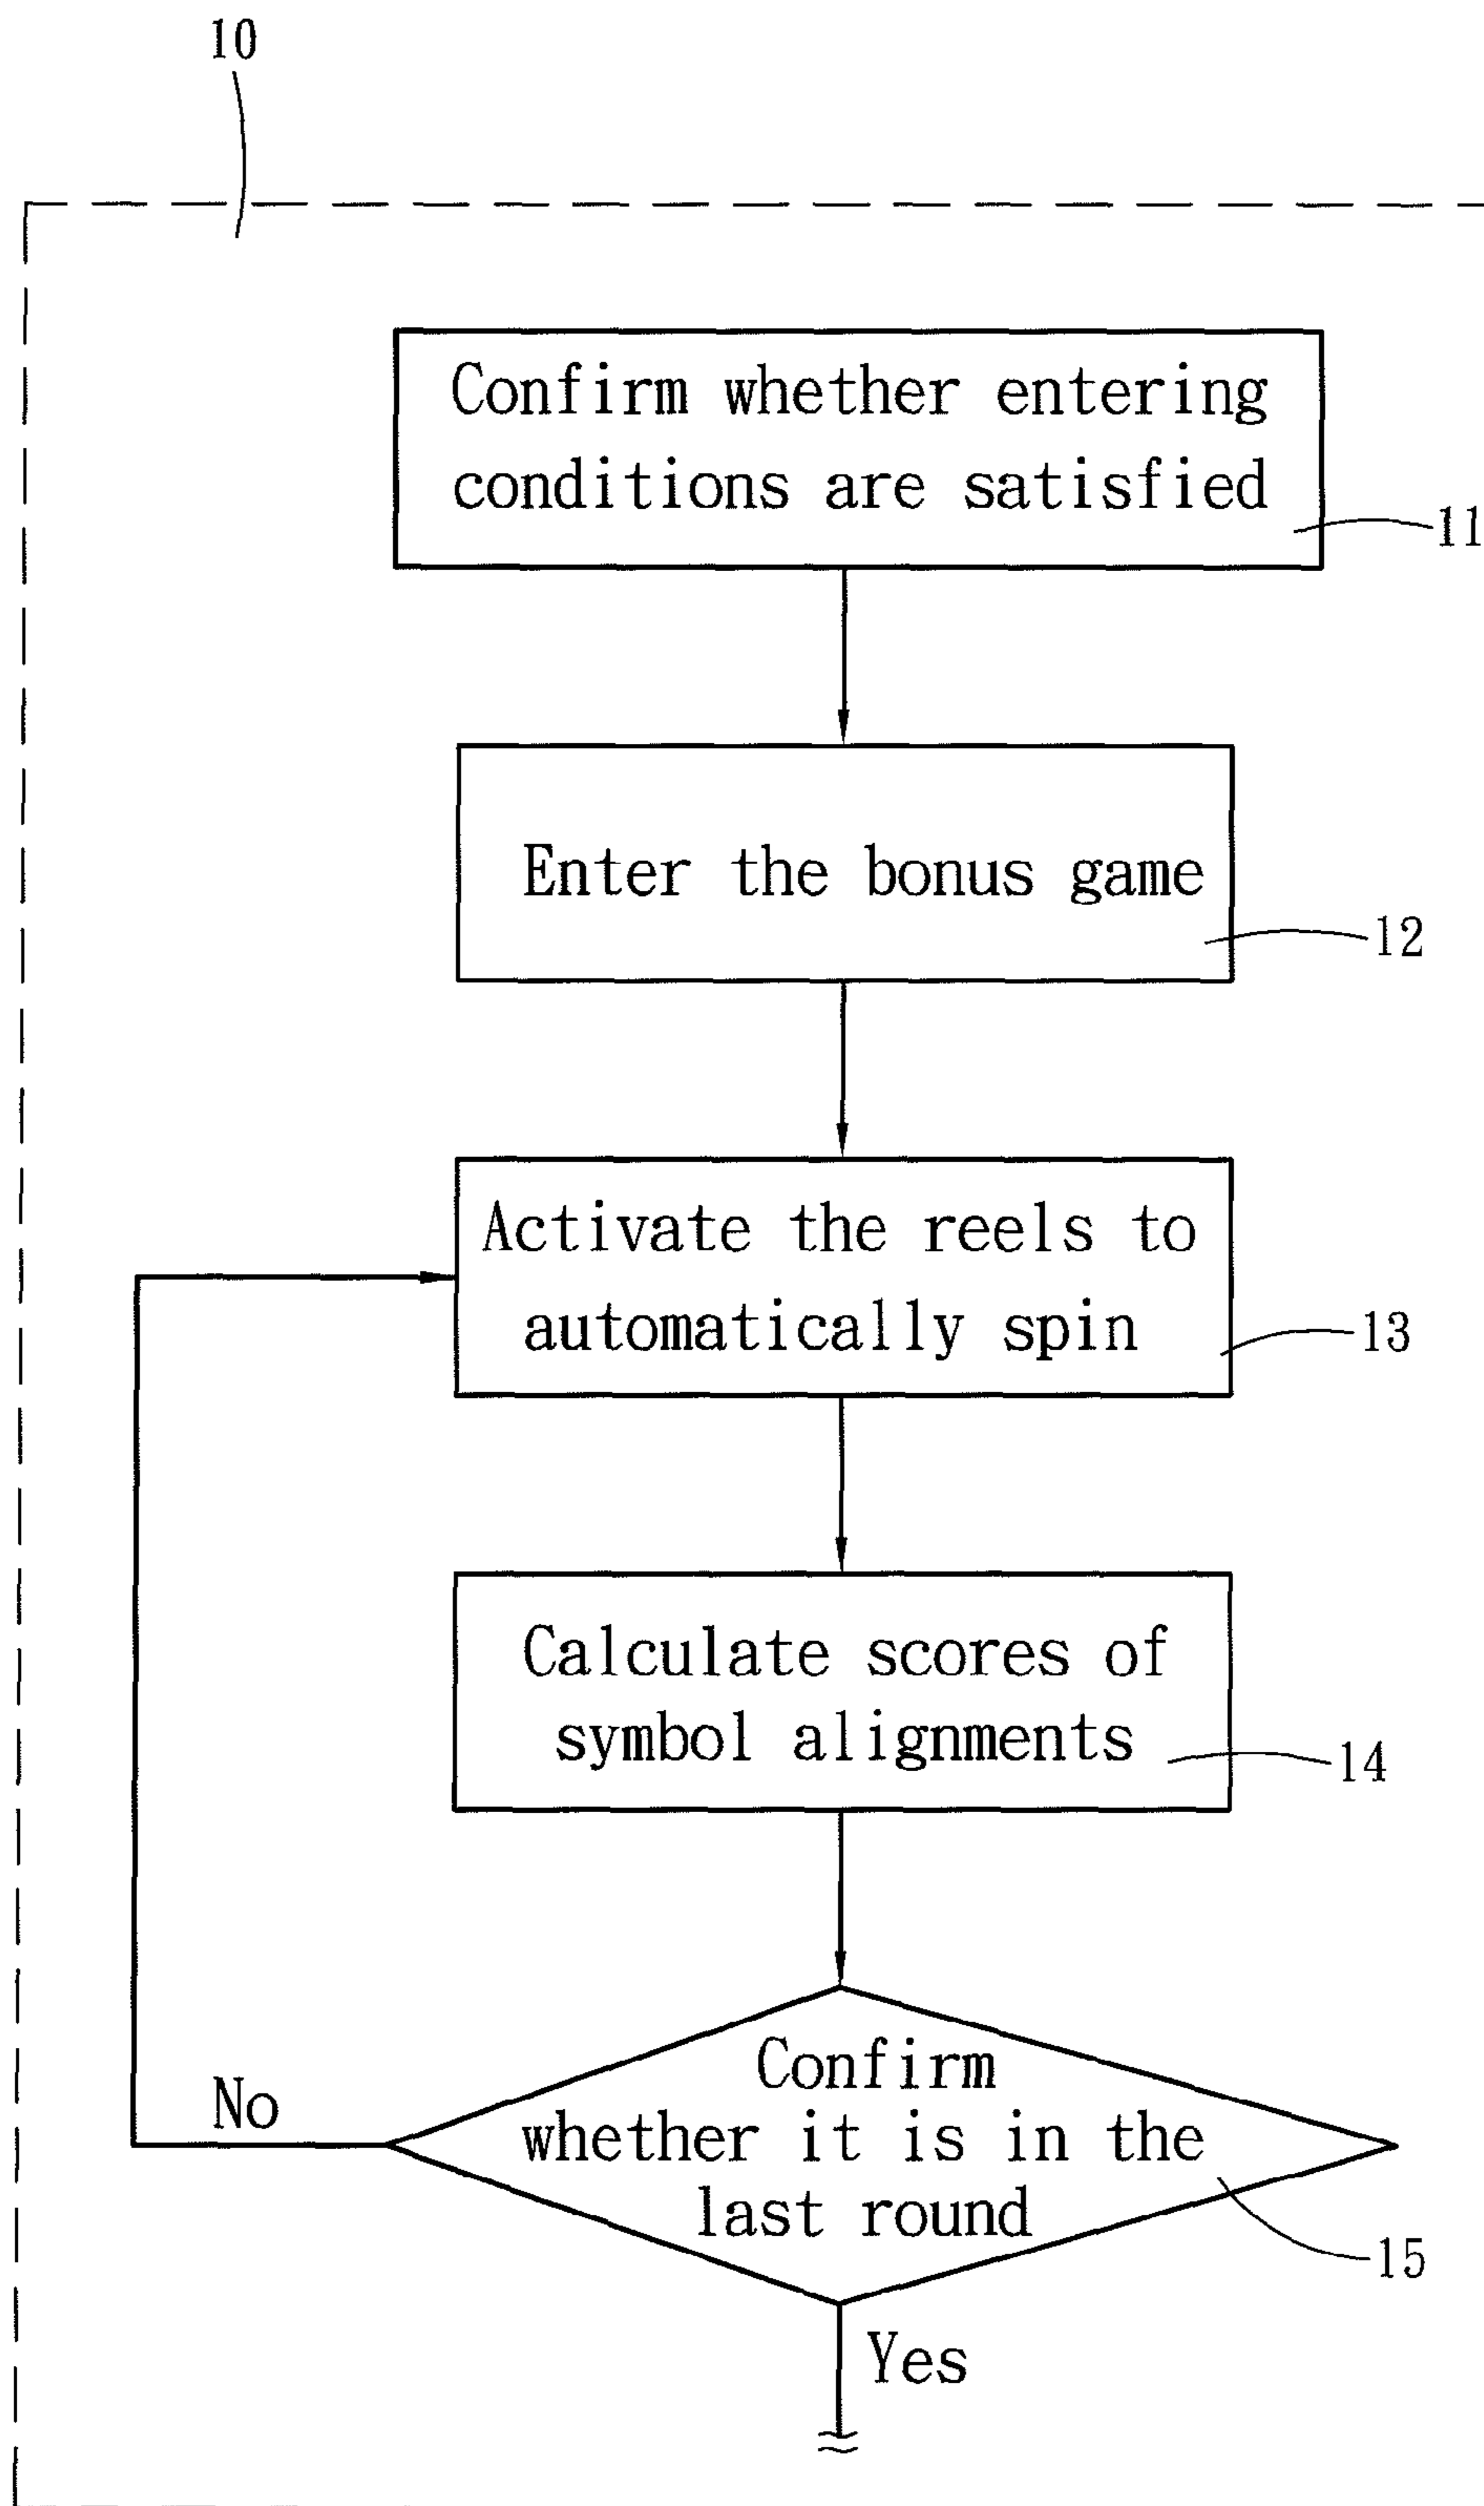 10
Confirm whether entering
conditions are satisfied
11
Enter the bonus game
12
Activate the reels to
automatically spin
13
Calculate scores of
symbol alignments
14
Confirm
whether it is in the
last round
No
15
Yes